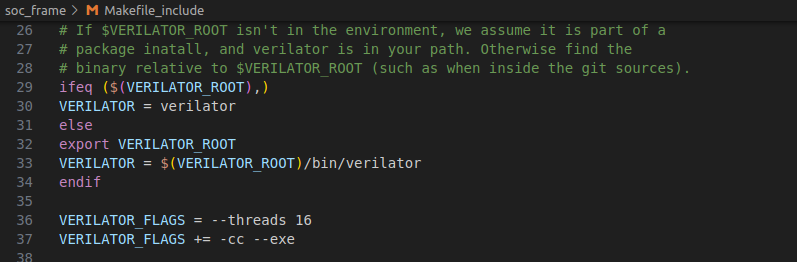 soc_frame > Makefile_include
26 # If $VERILATOR_ROOT isn't in the environment, we assume it is part of a
27 # package inatall, and verilator is in your path. Otherwise find the
28 # binary relative to $VERILATOR_ROOT (such as when inside the git sources).
29 ifeq ($(VERILATOR_ROOT),)
30 VERILATOR = verilator
31 else
32 export VERILATOR_ROOT
33 VERILATOR = $(VERILATOR_ROOT)/bin/verilator
34 endif
35
36 VERILATOR_FLAGS = --threads 16
37 VERILATOR_FLAGS += -cc --exe
38